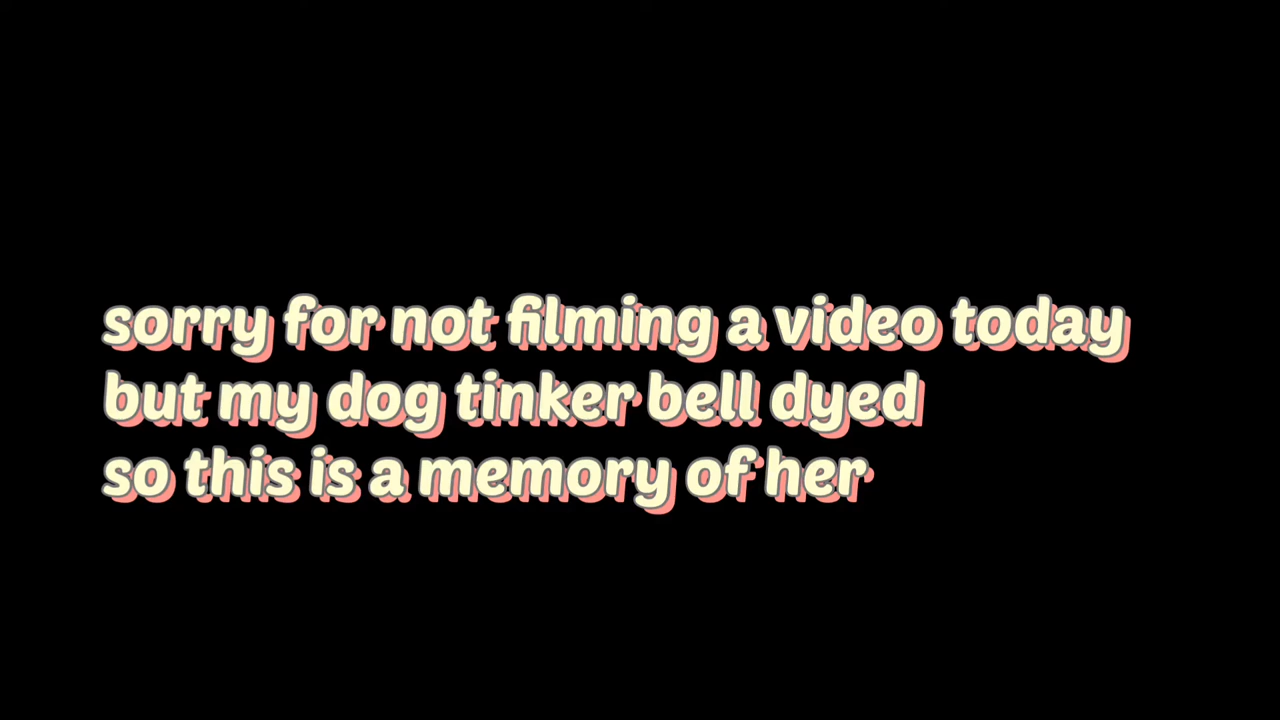 sorry for not filming a video today
but my dog tinker bell dyed
so this is a memory of her